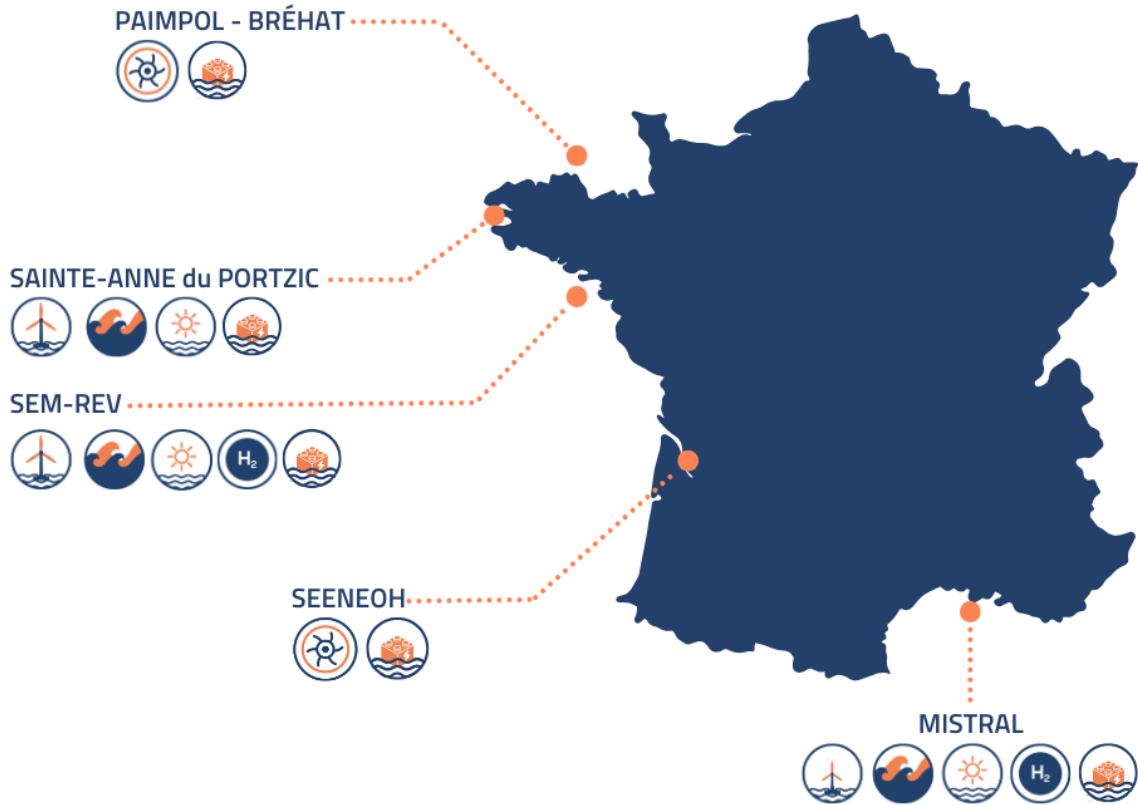 PAIMPOL - BRÉHAT
SAINTE-ANNE du PORTZIC
SEM-REV
H₂
SEENEOH
MISTRAL
H₂